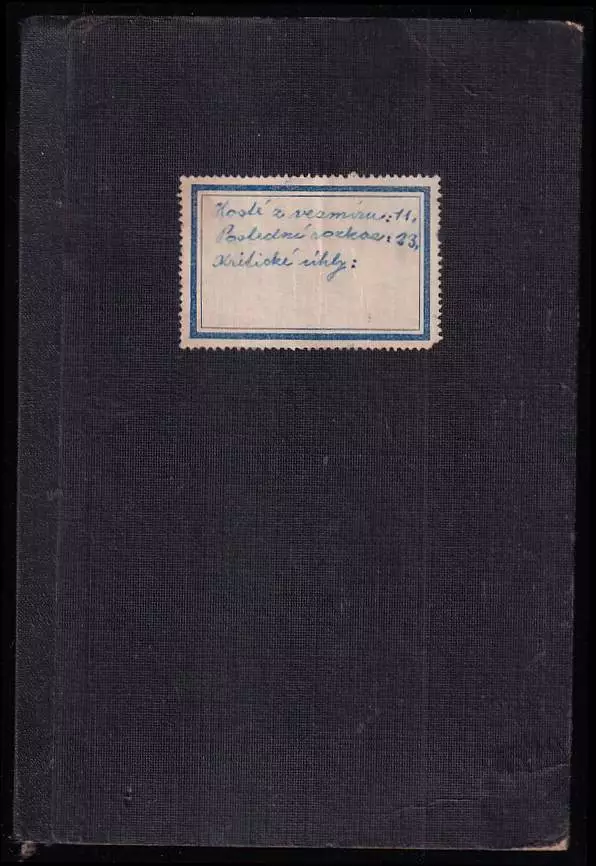 Hosté z vesmíru: 11,
Poslední rozkaz: 23,
Kritické úhly: